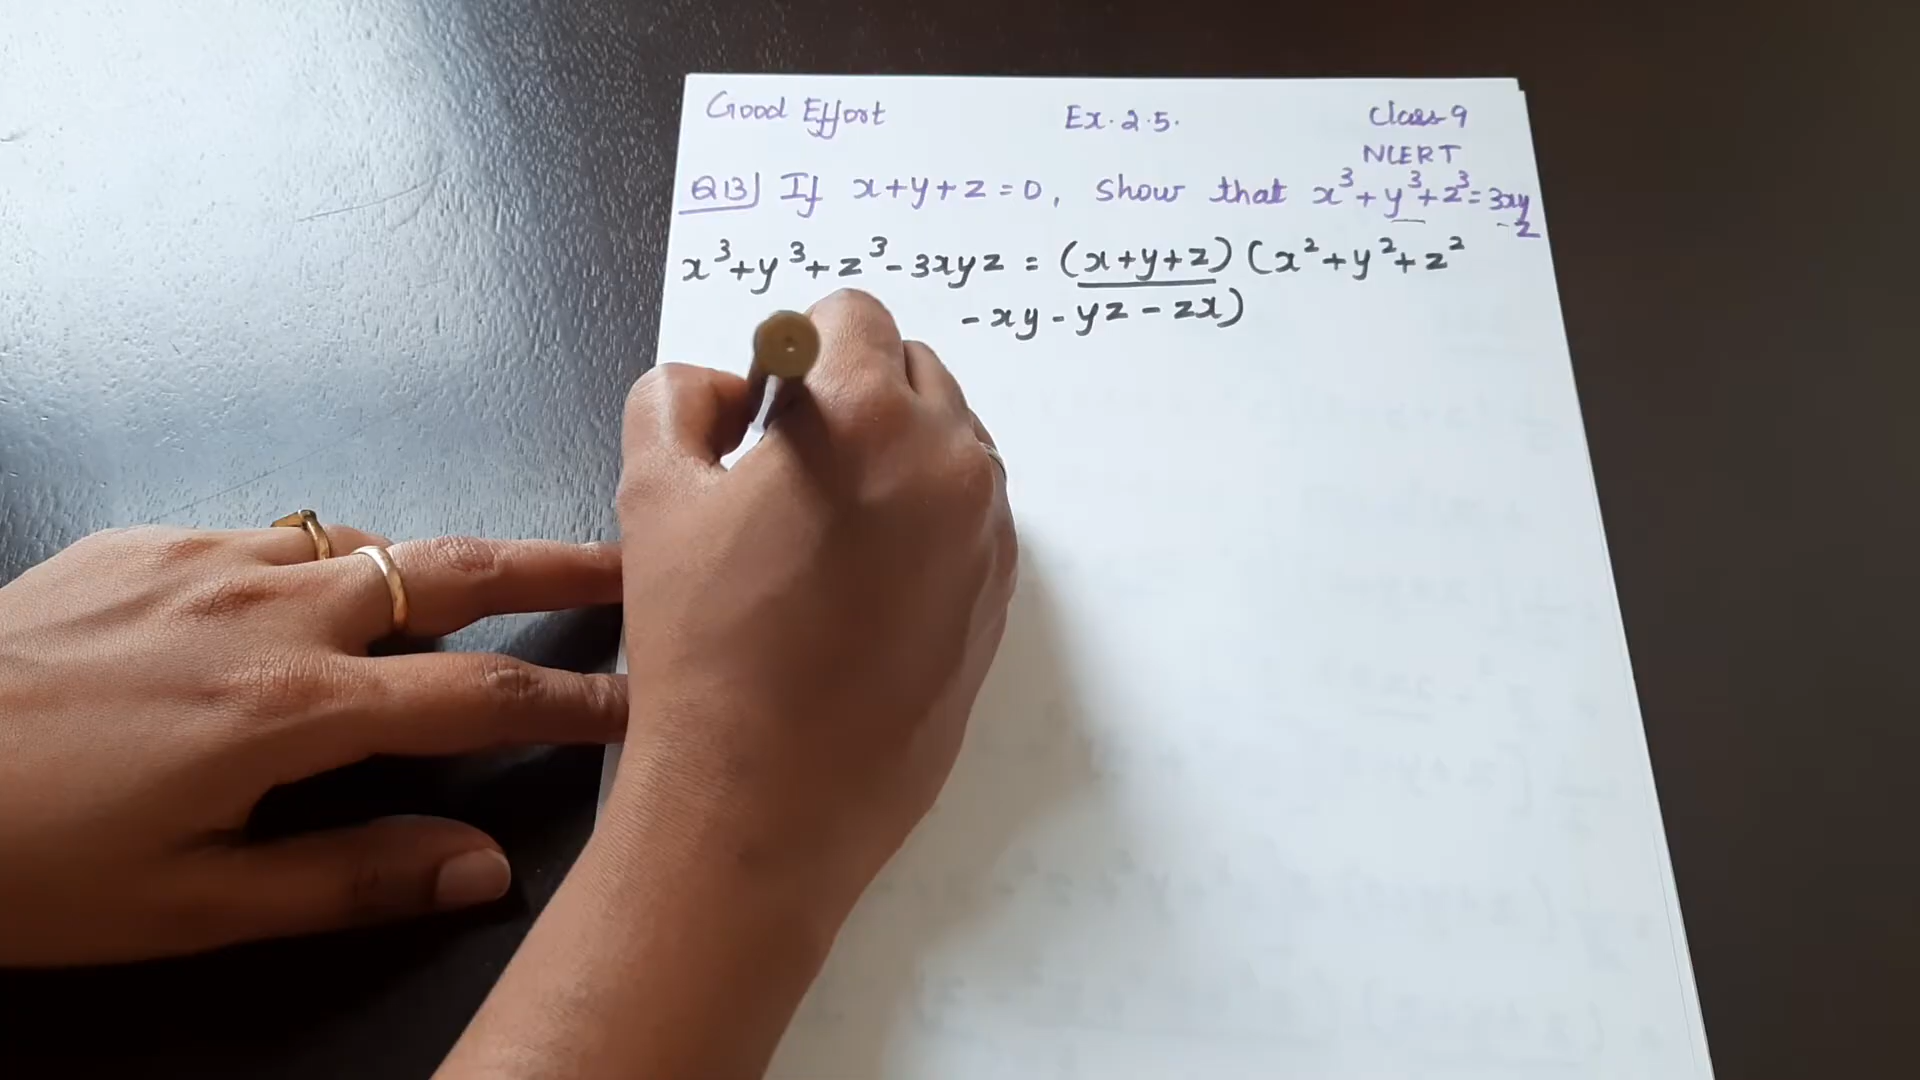 Good Effort Ex. 2.5. Class-9
NCERT
Q13) If x+y+z=0, Show that x³+y³+z³=3xy
-z
x³+y³+z³-3xyz = (x+y+z)(x²+y²+z²
-xy-yz-zx)